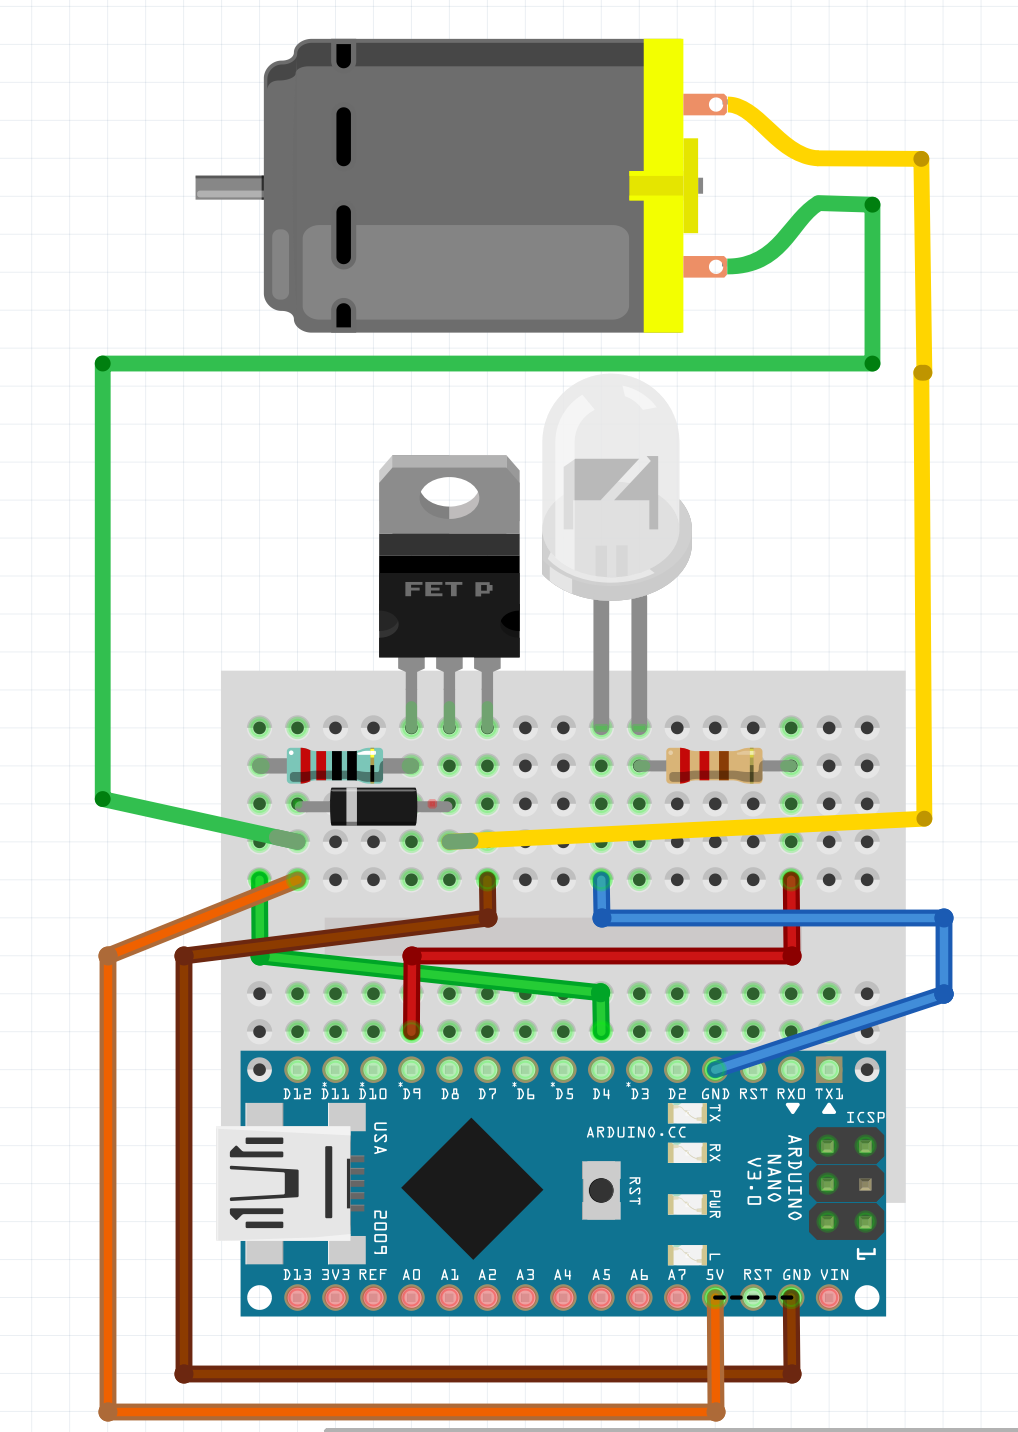 FET P
D12 *D11 *D10 *D9 D8 D7 *D6 *D5 D4 *D3 D2 GND RST RX0 TX1
ICSP
TX
ARDUINO.CC
RX
USA
2009
RST
PWR
L
ARDUINO
NANO
V3.0
1
D13 3V3 REF A0 A1 A2 A3 A4 A5 A6 A7 5V RST GND VIN